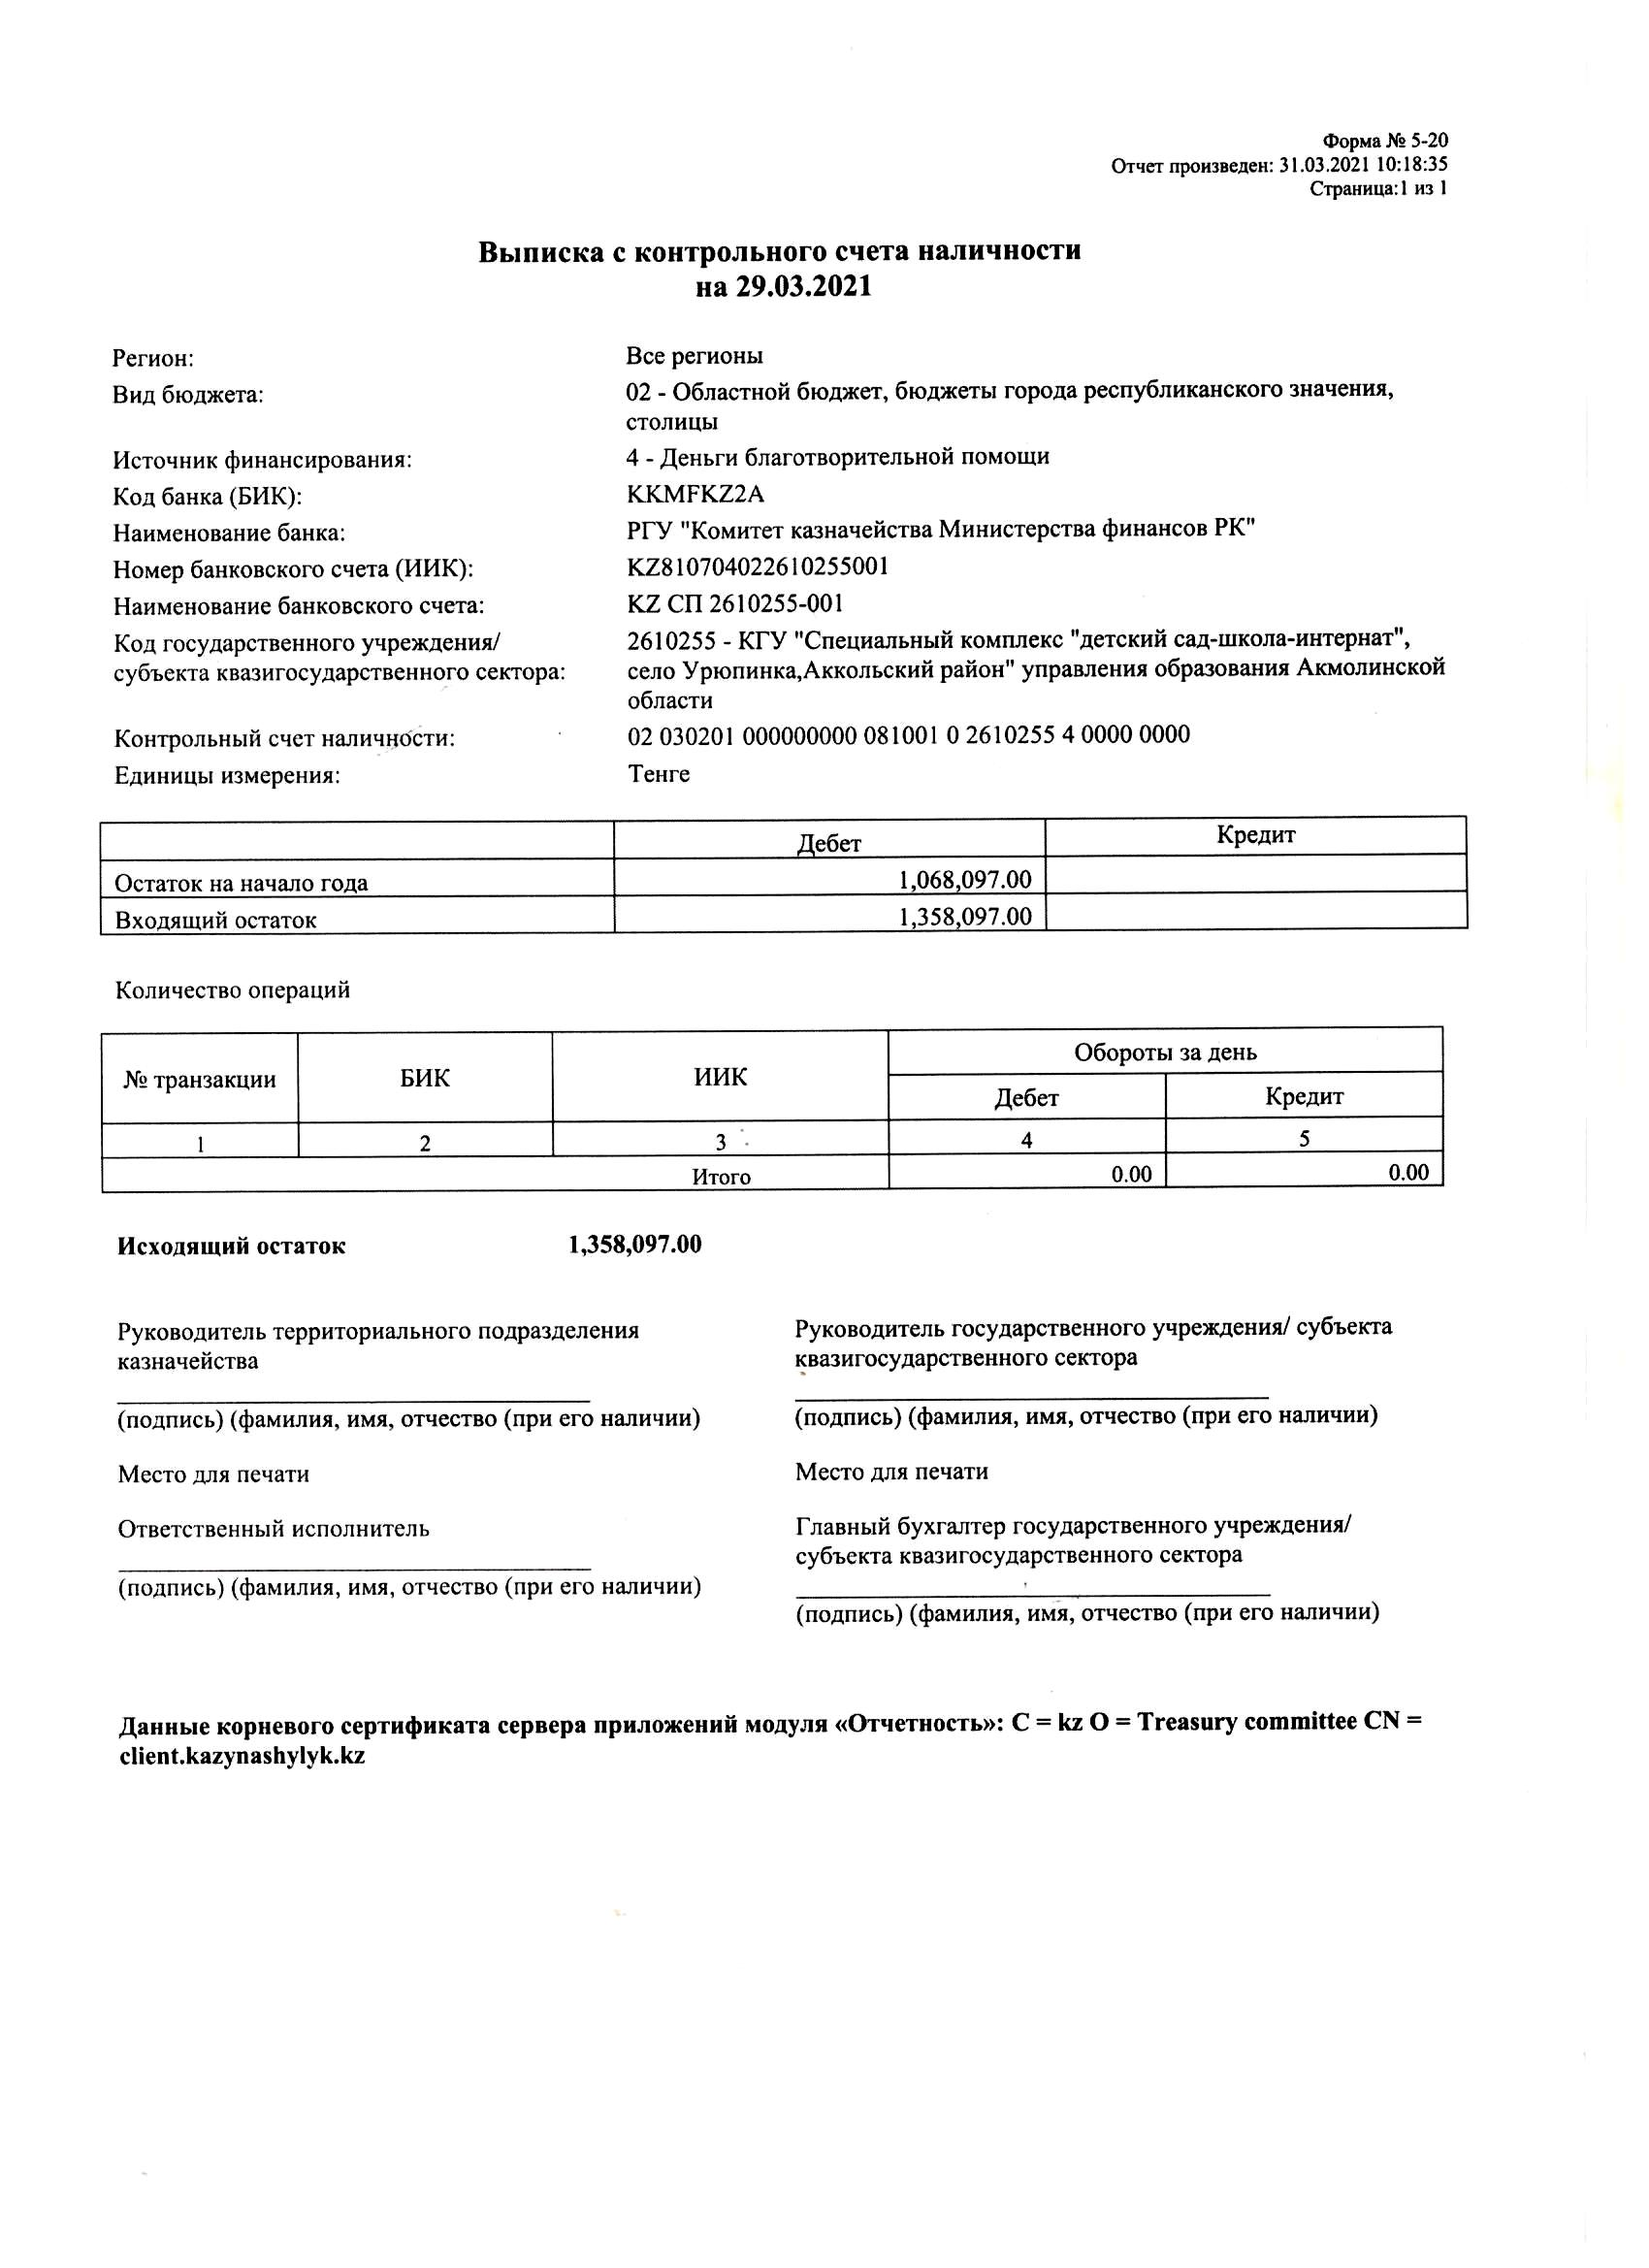 Форма № 5-20
Отчет произведен: 31.03.2021 10:18:35
Страница:1 из 1
Выписка с контрольного счета наличности
на 29.03.2021
Регион: Все регионы
Вид бюджета: 02 - Областной бюджет, бюджеты города республиканского значения,
столицы
Источник финансирования: 4 - Деньги благотворительной помощи
Код банка (БИК): KKMFKZ2A
Наименование банка: РГУ "Комитет казначейства Министерства финансов РК"
Номер банковского счета (ИИК): KZ810704022610255001
Наименование банковского счета: KZ СП 2610255-001
Код государственного учреждения/ 2610255 - КГУ "Специальный комплекс "детский сад-школа-интернат",
субъекта квазигосударственного сектора: село Урюпинка,Аккольский район" управления образования Акмолинской
области
Контрольный счет наличности: 02 030201 000000000 081001 0 2610255 4 0000 0000
Единицы измерения: Тенге
Дебет Кредит
Остаток на начало года 1,068,097.00
Входящий остаток 1,358,097.00
Количество операций
№ транзакции БИК ИИК Обороты за день
Дебет Кредит
1 2 3 4 5
Итого 0.00 0.00
Исходящий остаток 1,358,097.00
Руководитель территориального подразделения
казначейства
(подпись) (фамилия, имя, отчество (при его наличии)
Место для печати
Ответственный исполнитель
(подпись) (фамилия, имя, отчество (при его наличии)
Руководитель государственного учреждения/ субъекта
квазигосударственного сектора
(подпись) (фамилия, имя, отчество (при его наличии)
Место для печати
Главный бухгалтер государственного учреждения/
субъекта квазигосударственного сектора
(подпись) (фамилия, имя, отчество (при его наличии)
Данные корневого сертификата сервера приложений модуля «Отчетность»: C = kz O = Treasury committee CN =
client.kazynashylyk.kz